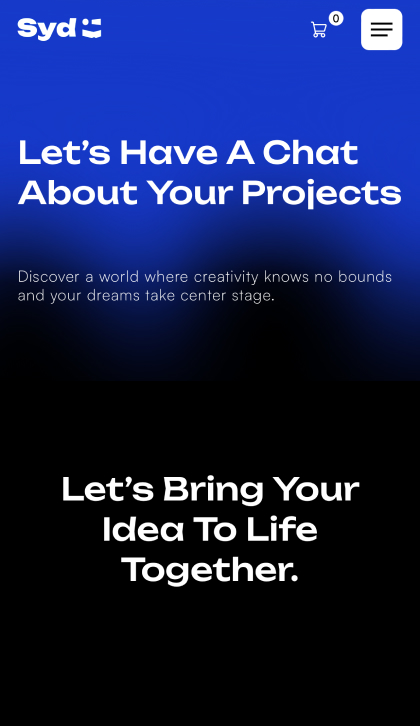 Syd
0
Let's Have A Chat
About Your Projects
Discover a world where creativity knows no bounds
and your dreams take center stage.
Let's Bring Your
Idea To Life
Together.